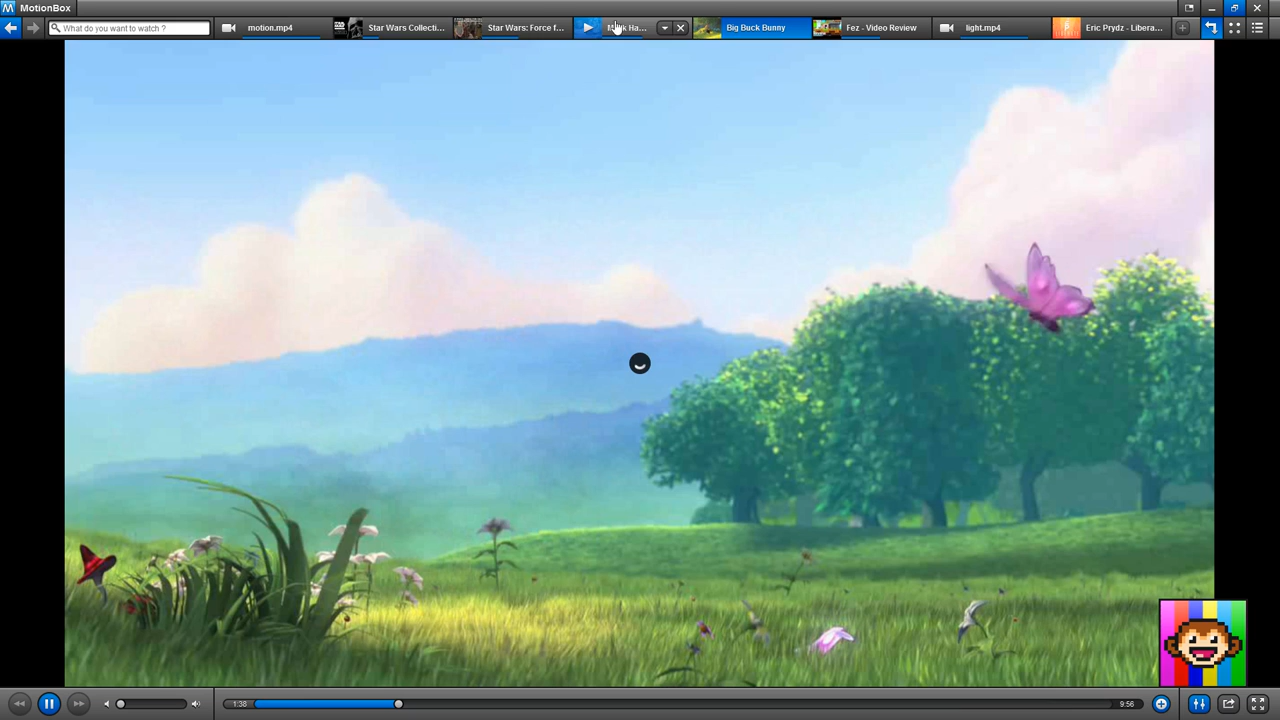 MotionBox
What do you want to watch ?
motion.mp4
Star Wars Collecti...
Star Wars: Force f...
Big Buck Bunny
Fez - Video Review
light.mp4
Eric Prydz - Libera...
1:38
9:56